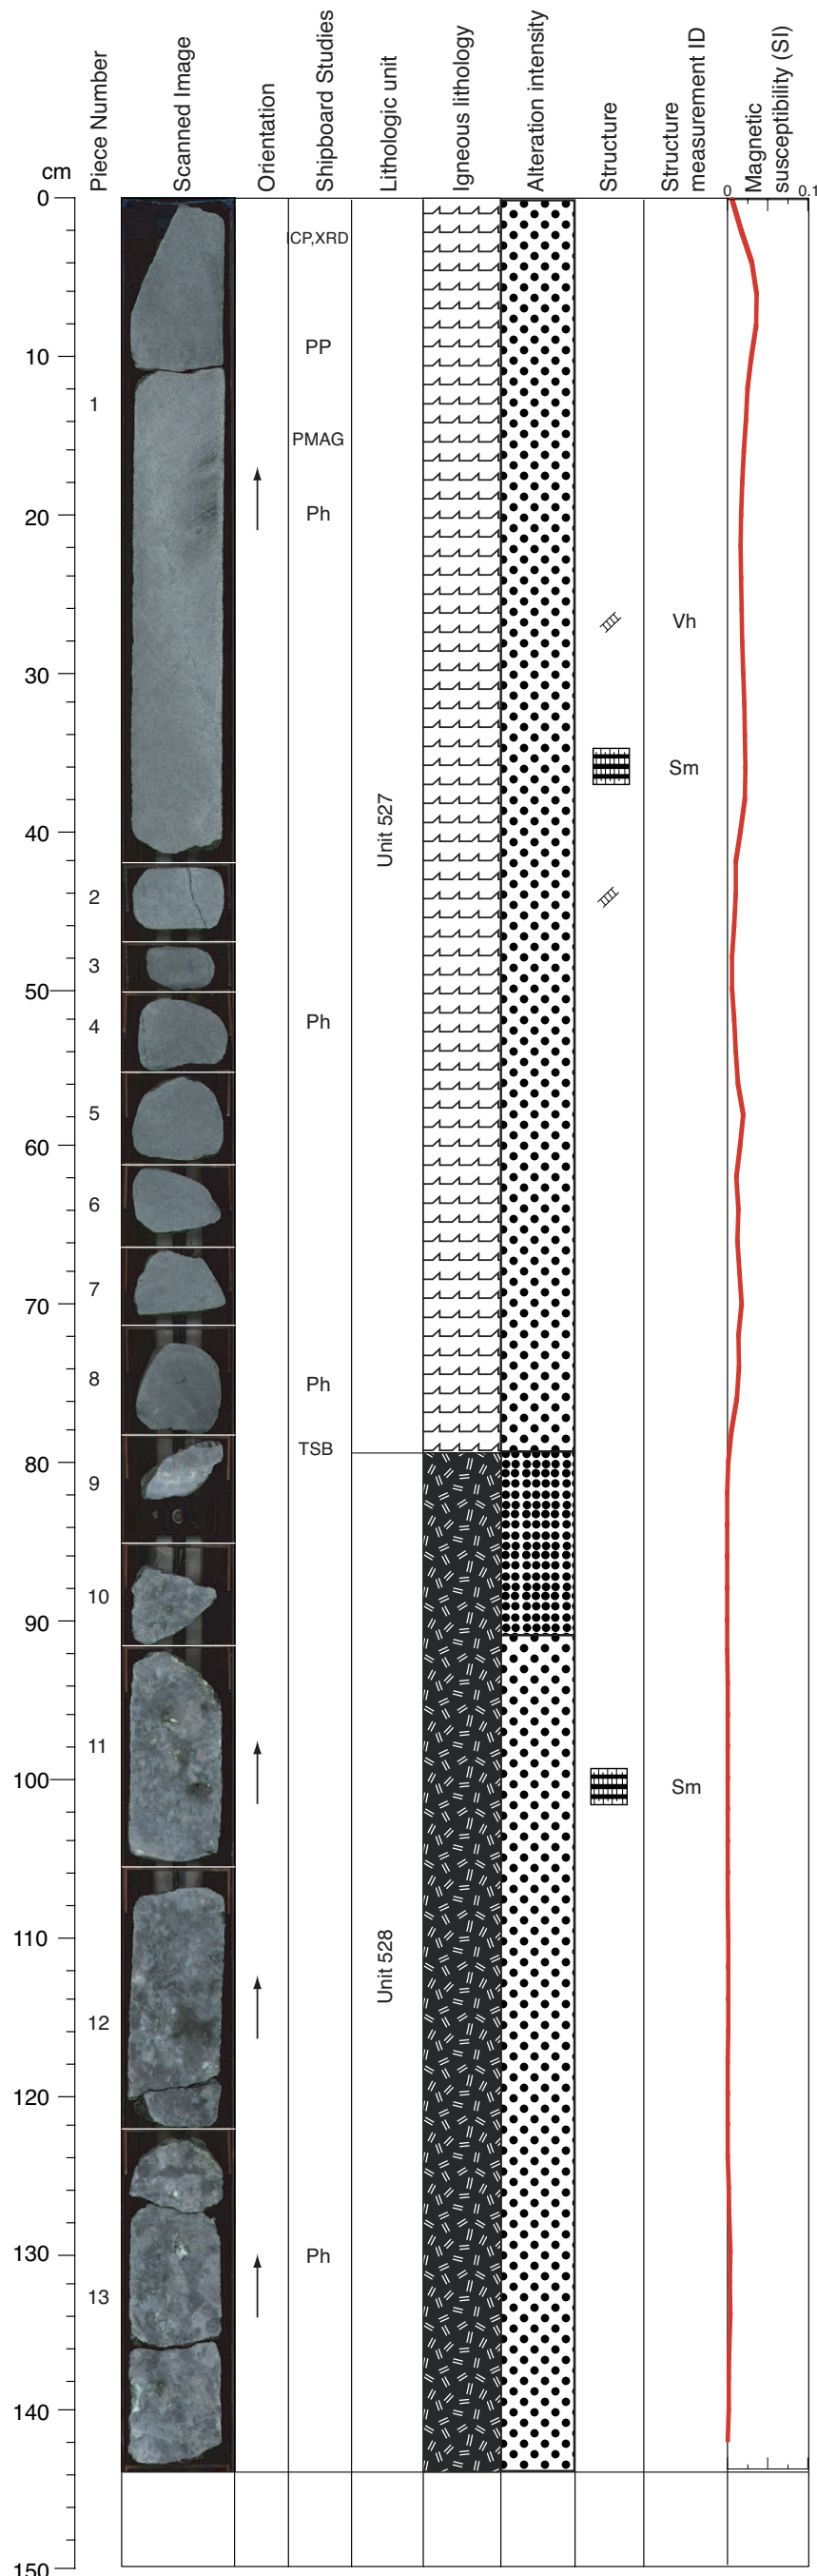 cm
Piece Number
Scanned Image
Orientation
Shipboard Studies
Lithologic unit
Igneous lithology
Alteration intensity
Structure
Structure
measurement ID
Magnetic
susceptibility (SI)
0
0
0.1
ICP,XRD
PP
10
1
PMAG
Ph
20
Vh
30
Sm
Unit 527
40
2
3
50
4
Ph
5
60
6
7
70
8
Ph
TSB
80
9
10
90
11
100
Sm
110
Unit 528
12
120
130
Ph
13
140
150